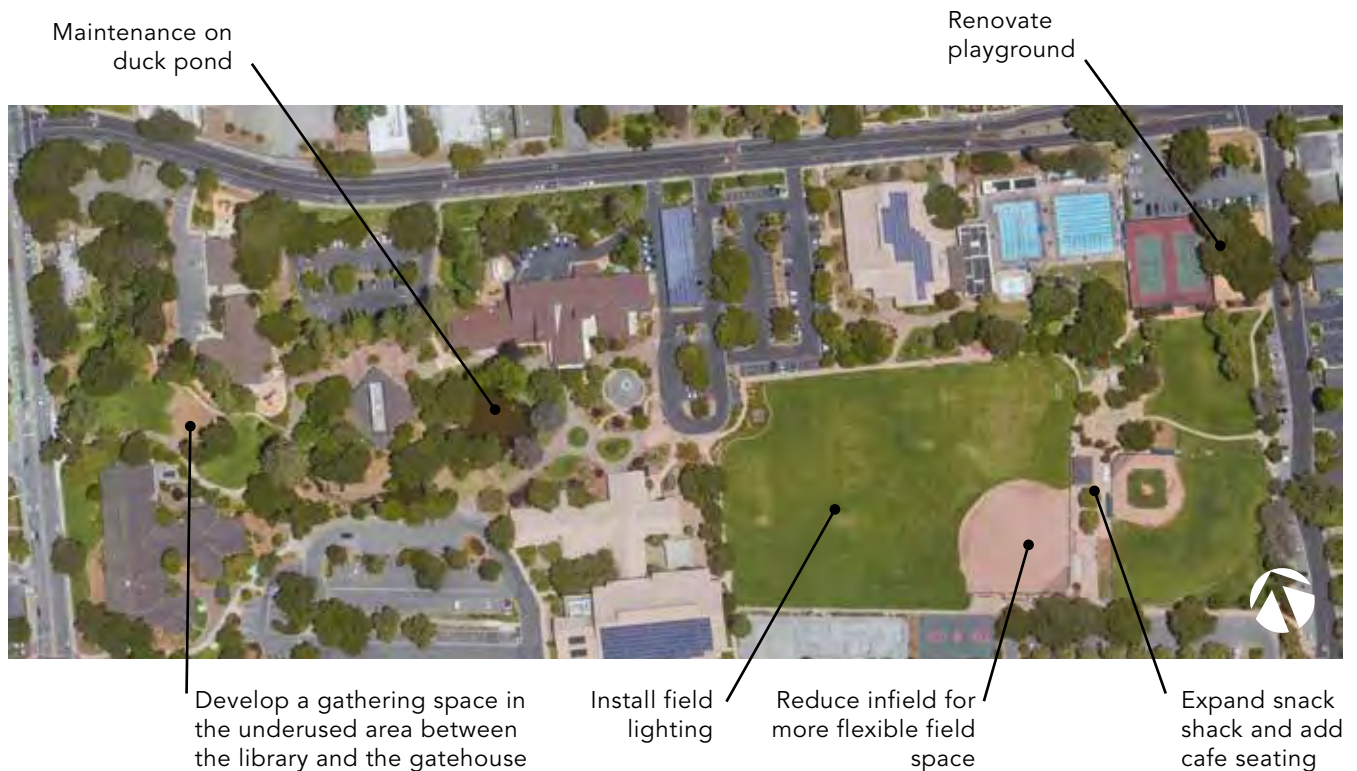 Maintenance on
duck pond
Renovate
playground
Develop a gathering space in
the underused area between
the library and the gatehouse
Install field
lighting
Reduce infield for
more flexible field
space
Expand snack
shack and add
cafe seating